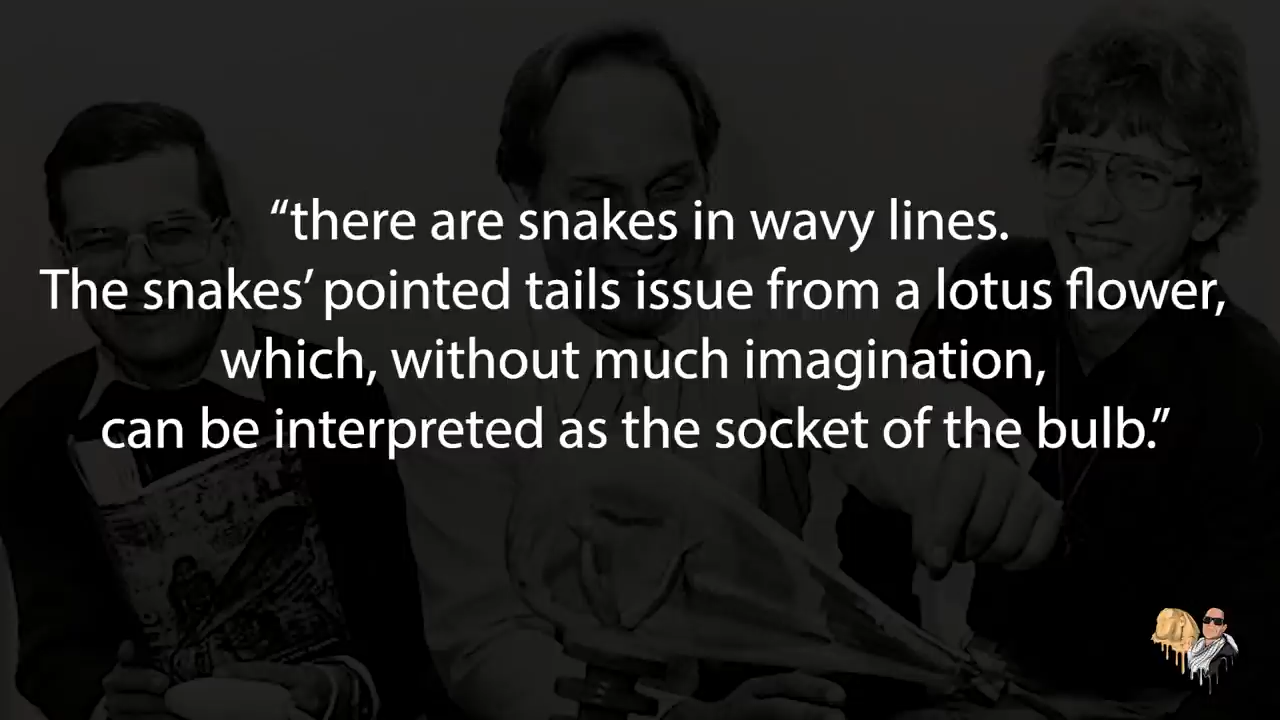 “there are snakes in wavy lines.
The snakes’ pointed tails issue from a lotus flower,
which, without much imagination,
can be interpreted as the socket of the bulb.”